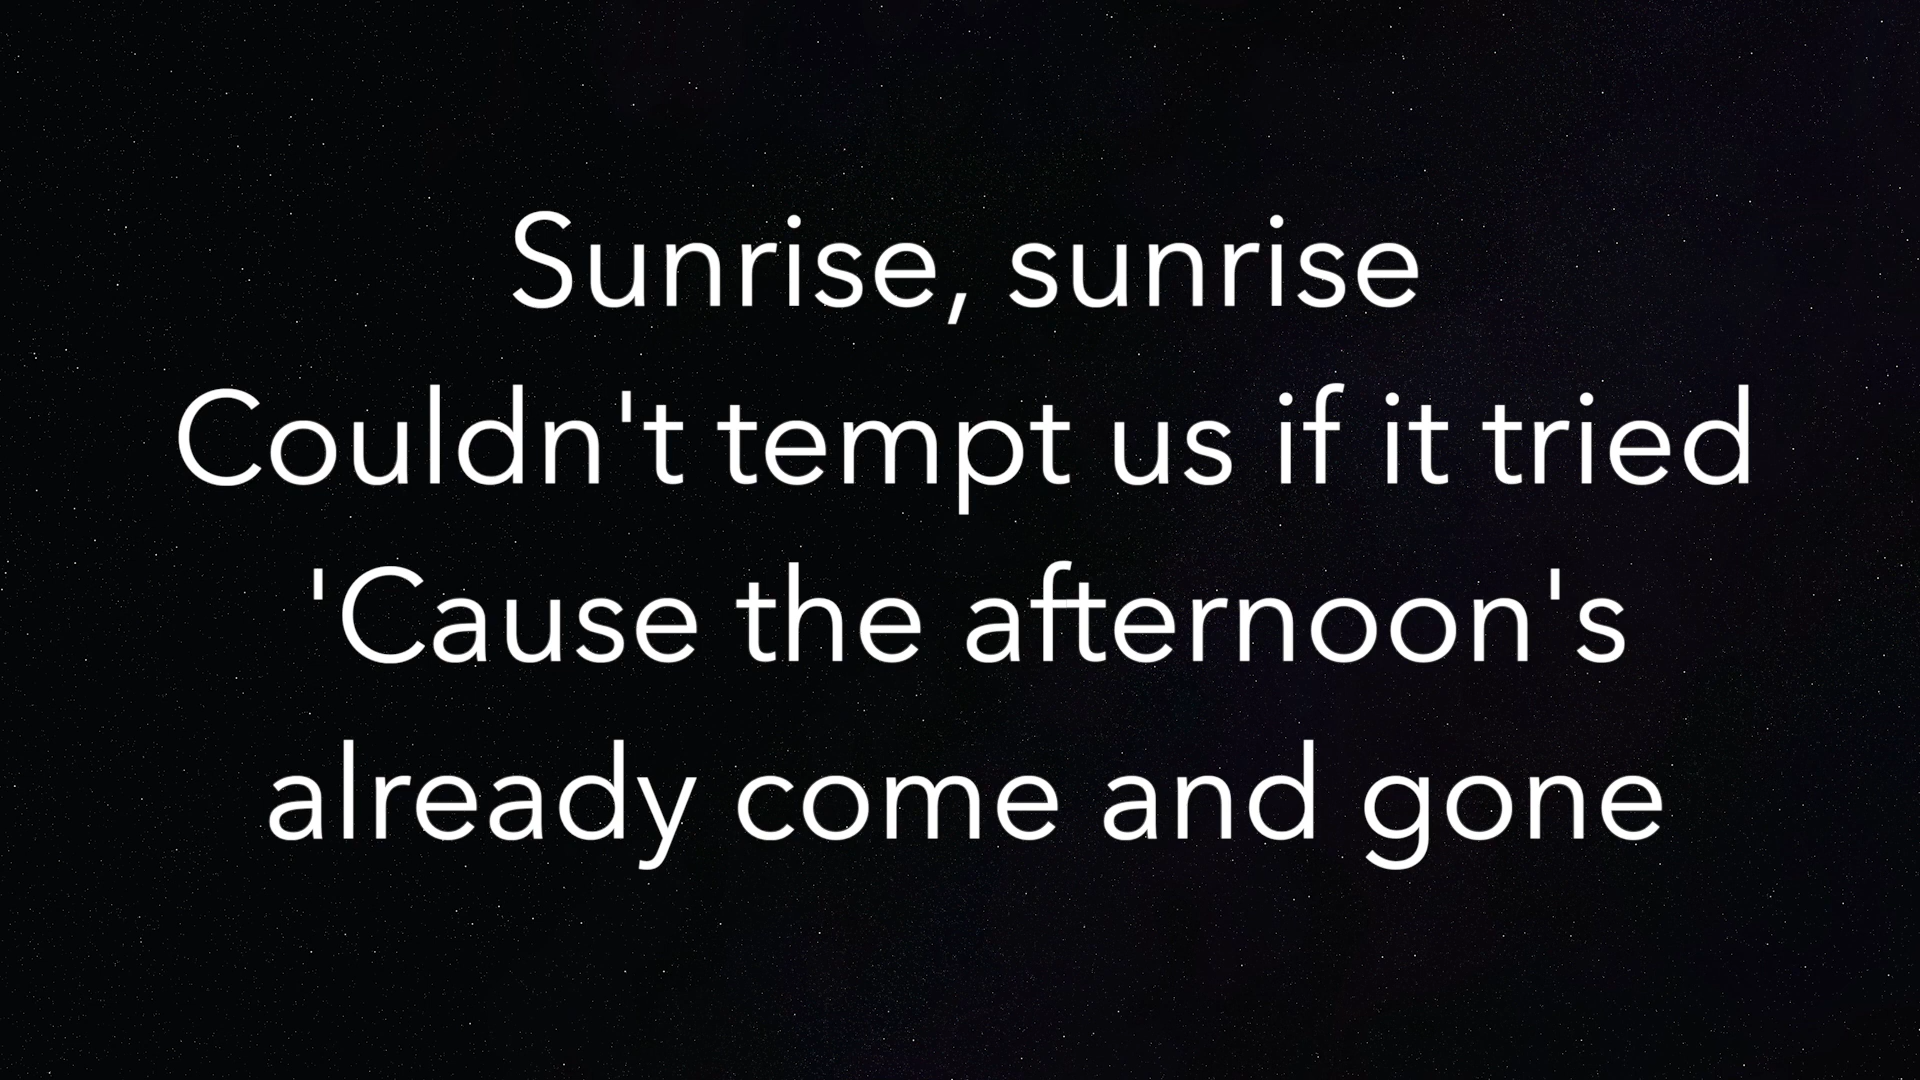 Sunrise, sunrise
Couldn't tempt us if it tried
'Cause the afternoon's
already come and gone